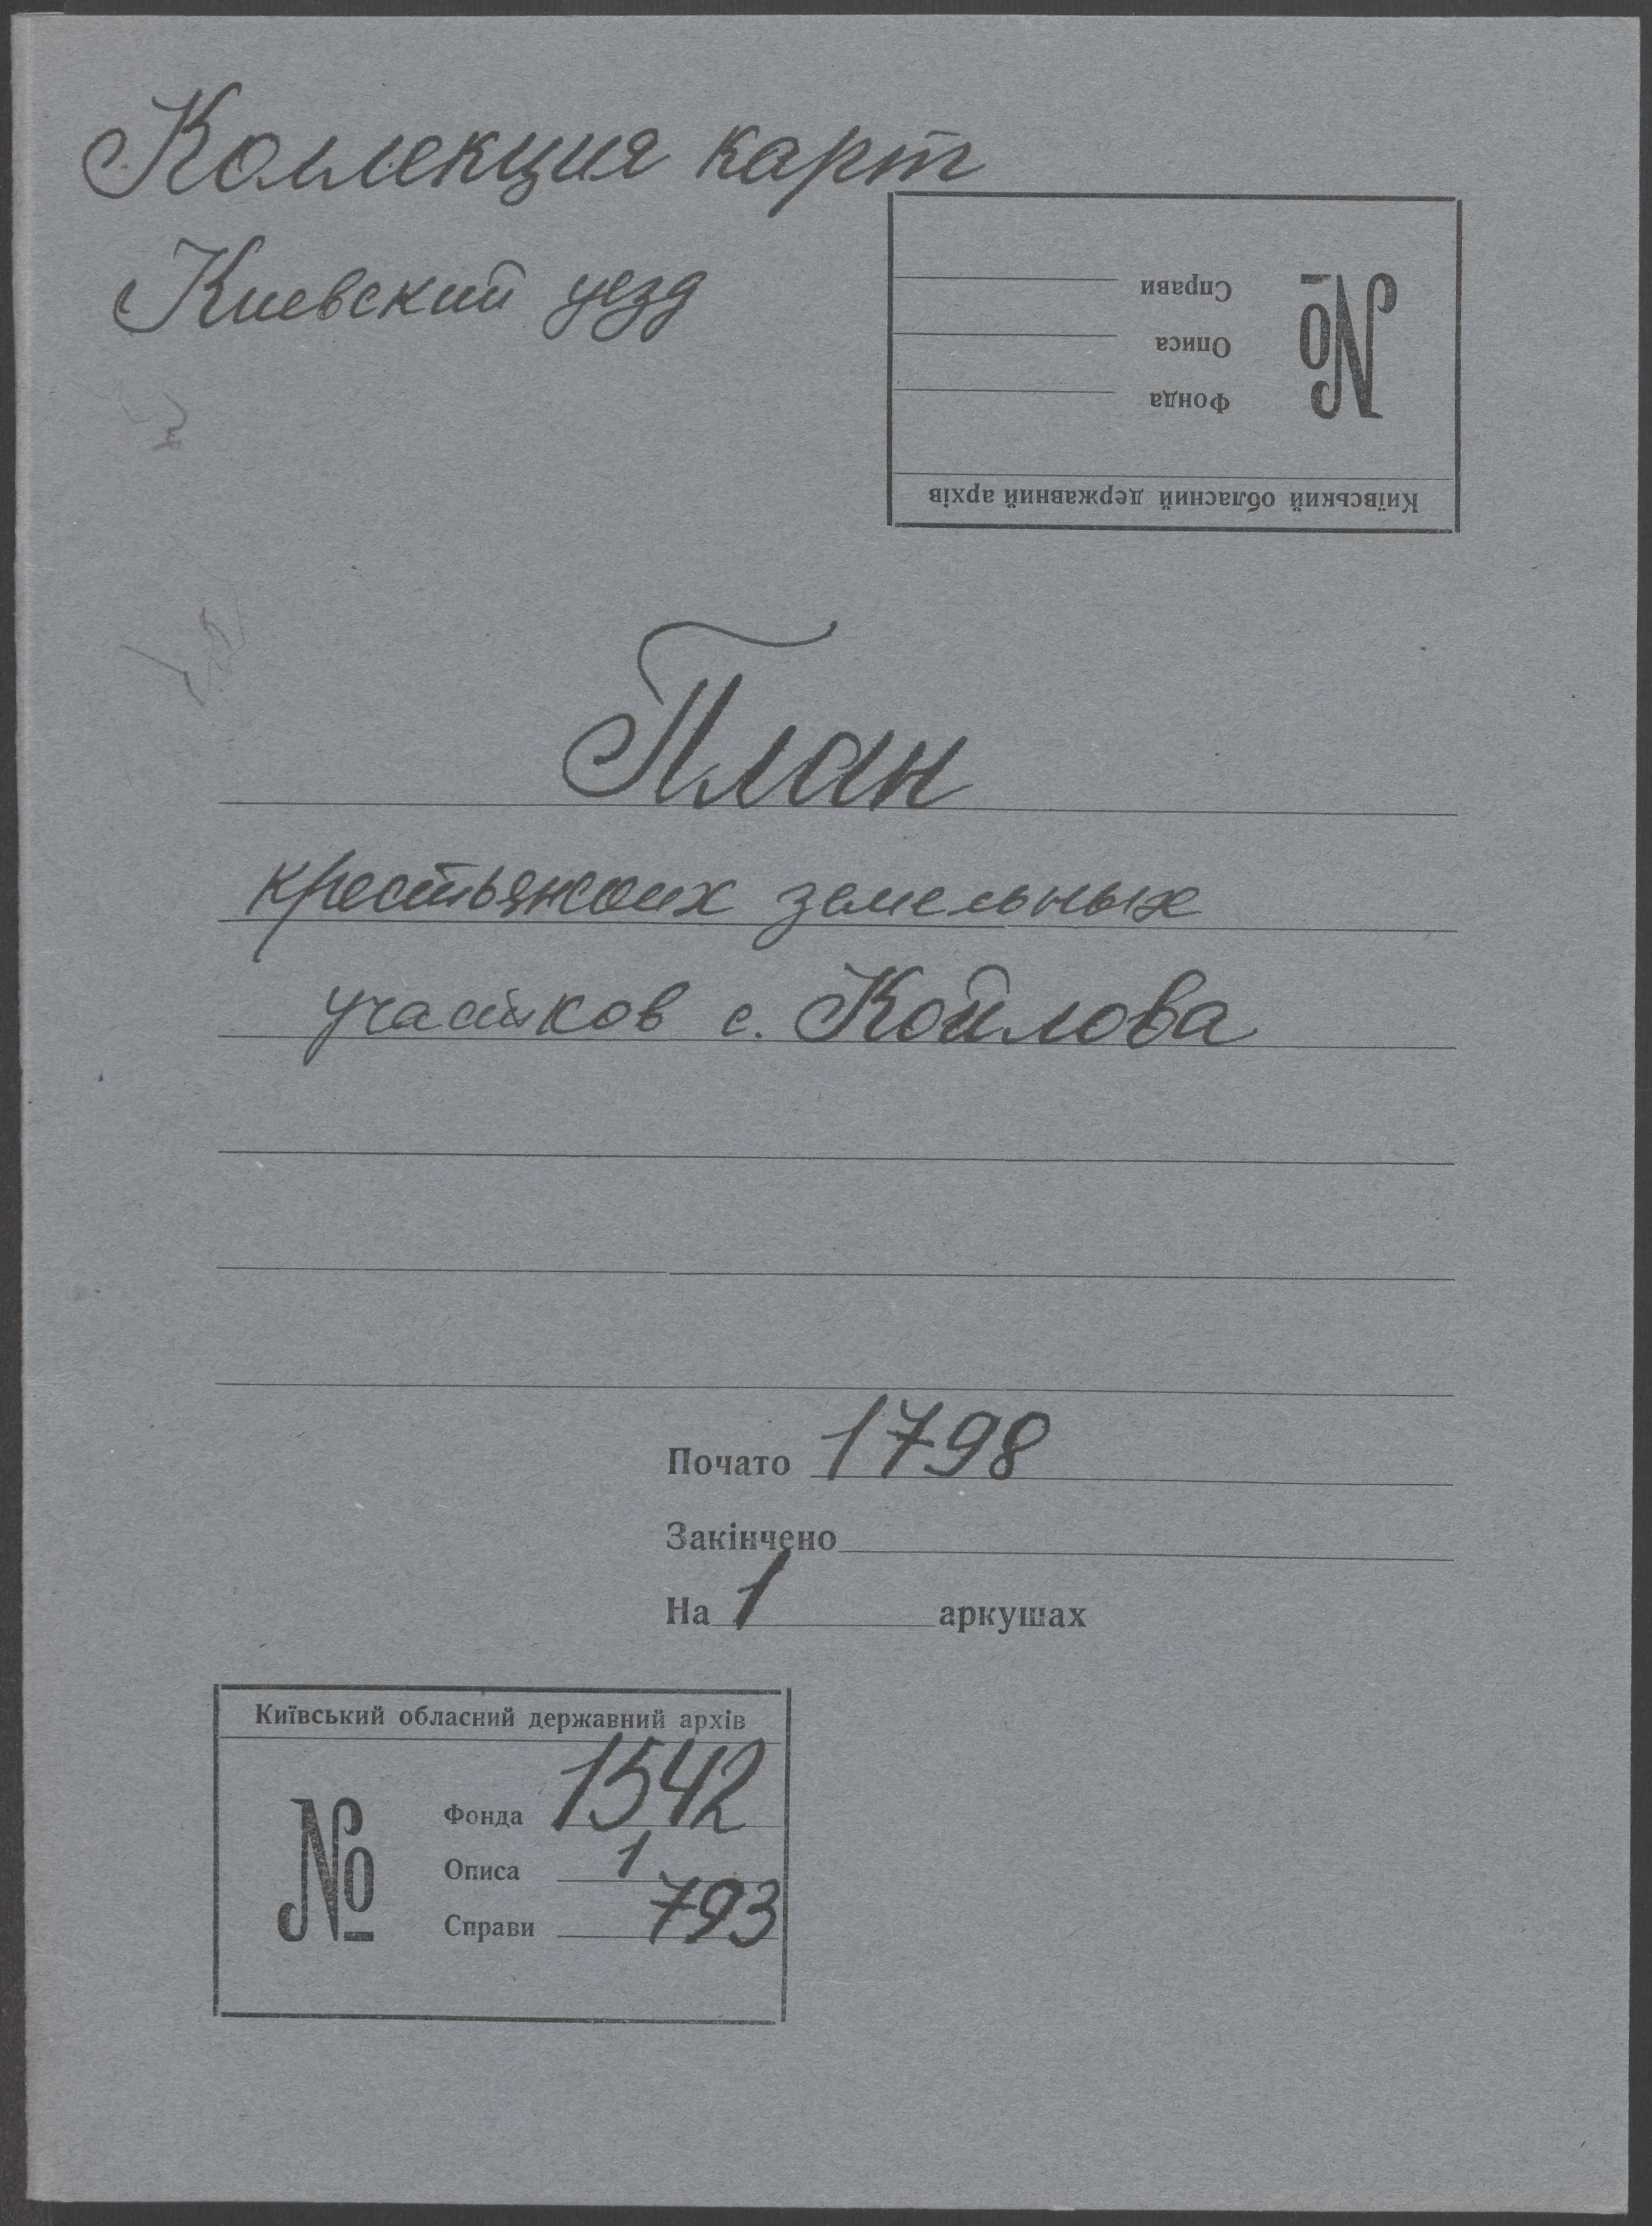 Коллекция карт
Киевский уезд
Справи
Описа
Фонда
№
Київський обласний державний архів
План
крестьянских земельных
участков с. Койлова
Почато 1798
Закінчено
На 1 аркушах
Київський обласний державний архів
№
Фонда 1542
Описа 1
Справи 793